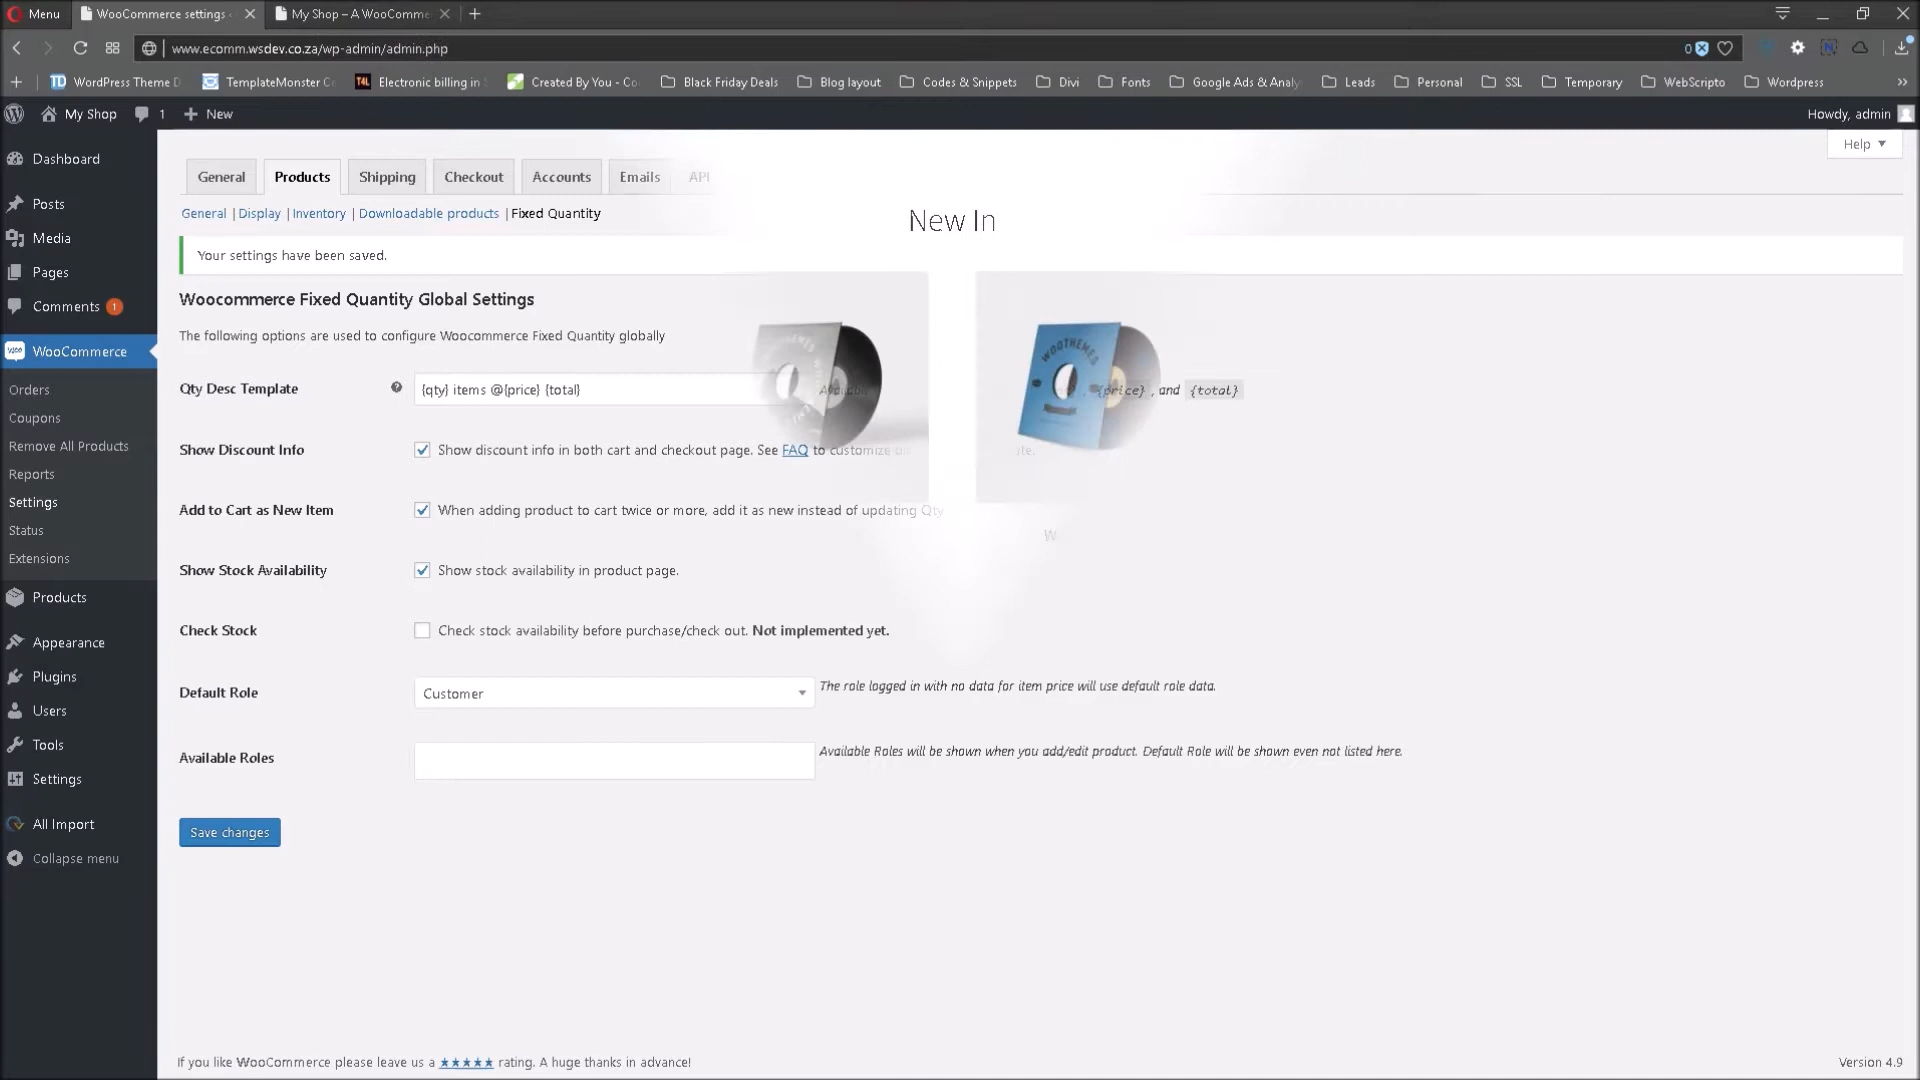 Menu
WooCommerce settings
My Shop – A WooComme
www.ecomm.wsdev.co.za/wp-admin/admin.php
0
WordPress Theme D
TemplateMonster C
Electronic billing in
Created By You - Co
Black Friday Deals
Blog layout
Codes & Snippets
Divi
Fonts
Google Ads & Analy
Leads
Personal
SSL
Temporary
WebScripto
Wordpress
My Shop
1
New
Howdy, admin
Help
Dashboard
Posts
Media
Pages
Comments 1
WooCommerce
Orders
Coupons
Remove All Products
Reports
Settings
Status
Extensions
Products
Appearance
Plugins
Users
Tools
Settings
All Import
Collapse menu
General
Products
Shipping
Checkout
Accounts
Emails
API
General | Display | Inventory | Downloadable products | Fixed Quantity
New In
Your settings have been saved.
Woocommerce Fixed Quantity Global Settings
The following options are used to configure Woocommerce Fixed Quantity globally
WOOTHEMES
Qty Desc Template
{qty} items @{price} {total}
, {price} , and {total}
Show Discount Info
Show discount info in both cart and checkout page. See FAQ to customize
Add to Cart as New Item
When adding product to cart twice or more, add it as new instead of updating Qty
Show Stock Availability
Show stock availability in product page.
Check Stock
Check stock availability before purchase/check out. Not implemented yet.
Default Role
Customer
The role logged in with no data for item price will use default role data.
Available Roles
Available Roles will be shown when you add/edit product. Default Role will be shown even not listed here.
Save changes
If you like WooCommerce please leave us a ★★★★★ rating. A huge thanks in advance!
Version 4.9